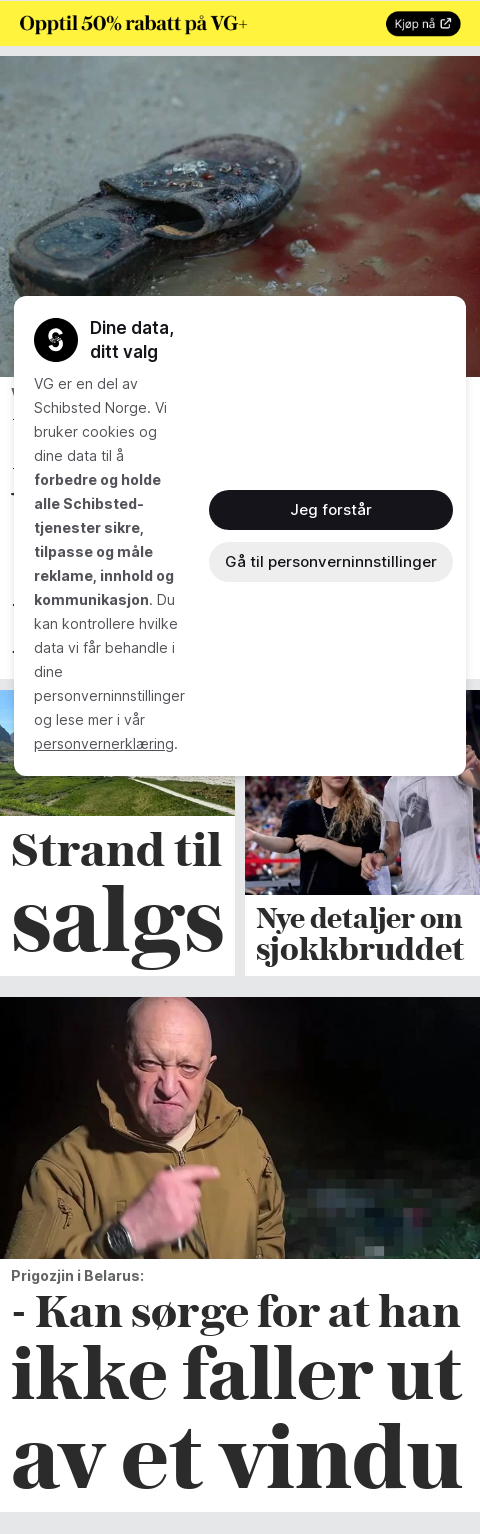 Opptil 50% rabatt på VG+
Kjøp nå
Dine data,
ditt valg
VG er en del av
Schibsted Norge. Vi
bruker cookies og
dine data til å
forbedre og holde
alle Schibsted-
tjenester sikre,
tilpasse og måle
reklame, innhold og
kommunikasjon. Du
kan kontrollere hvilke
data vi får behandle i
dine
personverninnstillinger
og lese mer i vår
personvernerklæring.
Jeg forstår
Gå til personverninnstillinger
Strand til
salgs
Nye detaljer om
sjokkbruddet
Prigozjin i Belarus:
- Kan sørge for at han
ikke faller ut
av et vindu